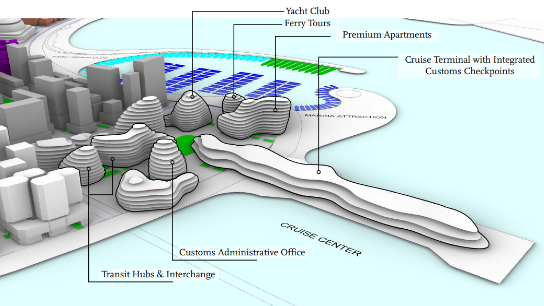 Yacht Club
Ferry Tours
Premium Apartments
Cruise Terminal with Integrated
Customs Checkpoints
MARINA ATTRACTION
CRUISE CENTER
Customs Administrative Office
Transit Hubs & Interchange